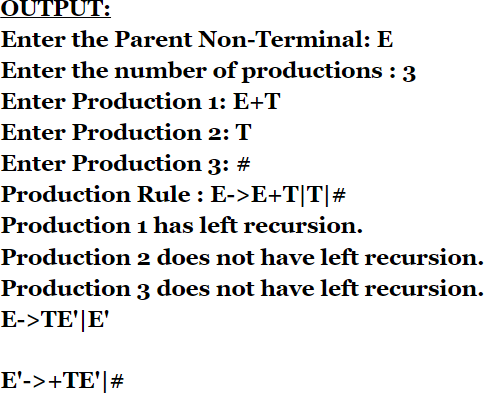 OUTPUT:
Enter the Parent Non-Terminal: E
Enter the number of productions : 3
Enter Production 1: E+T
Enter Production 2: T
Enter Production 3: #
Production Rule : E->E+T|T|#
Production 1 has left recursion.
Production 2 does not have left recursion.
Production 3 does not have left recursion.
E->TE'|E'
E'->+TE'|#